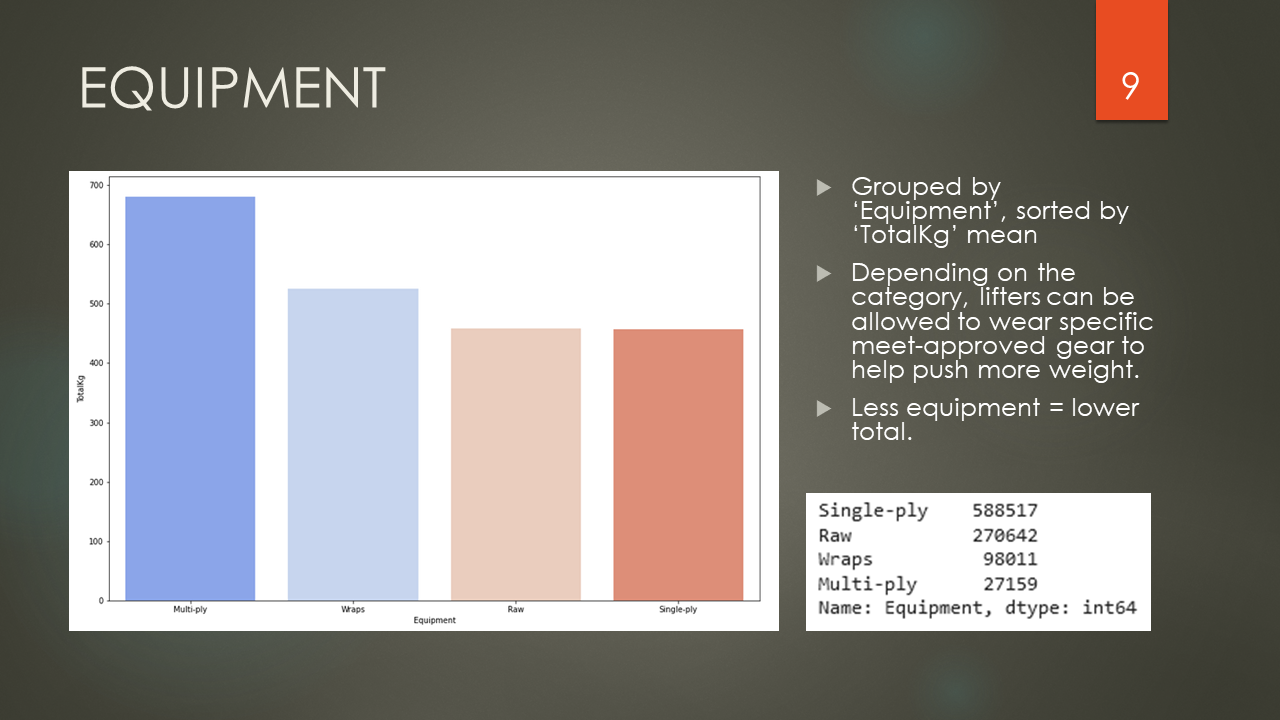 EQUIPMENT
9
700
600
500
400
300
200
100
0
TotalKg
Multi-ply
Wraps
Raw
Single-ply
Equipment
Grouped by
‘Equipment’, sorted by
‘TotalKg’ mean
Depending on the
category, lifters can be
allowed to wear specific
meet-approved gear to
help push more weight.
Less equipment = lower
total.
Single-ply 588517
Raw 270642
Wraps 98011
Multi-ply 27159
Name: Equipment, dtype: int64